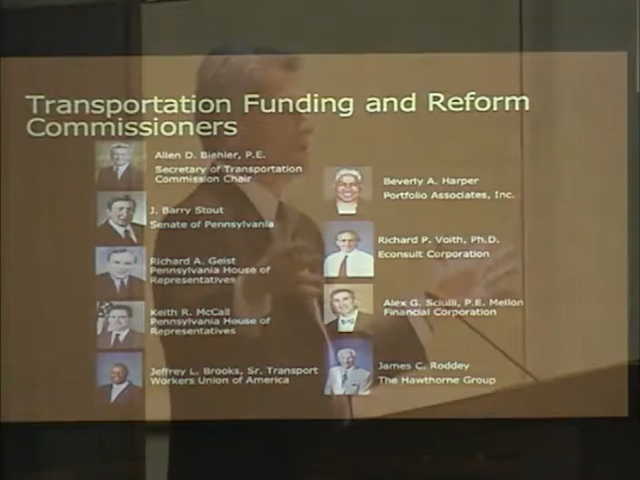 Transportation Funding and Reform
Commissioners
Allen D. Biehler, P.E.
Secretary of Transportation
Commission Chair
J. Barry Stout
Senate of Pennsylvania
Richard A. Geist
Pennsylvania House of
Representatives
Keith R. McCall
Pennsylvania House of
Representatives
Jeffrey L. Brooks, Sr. Transport
Workers Union of America
Beverly A. Harper
Portfolio Associates, Inc.
Richard P. Voith, Ph.D.
Econsult Corporation
Alex G. Sciulli, P.E. Mellon
Financial Corporation
James C. Roddey
The Hawthorne Group